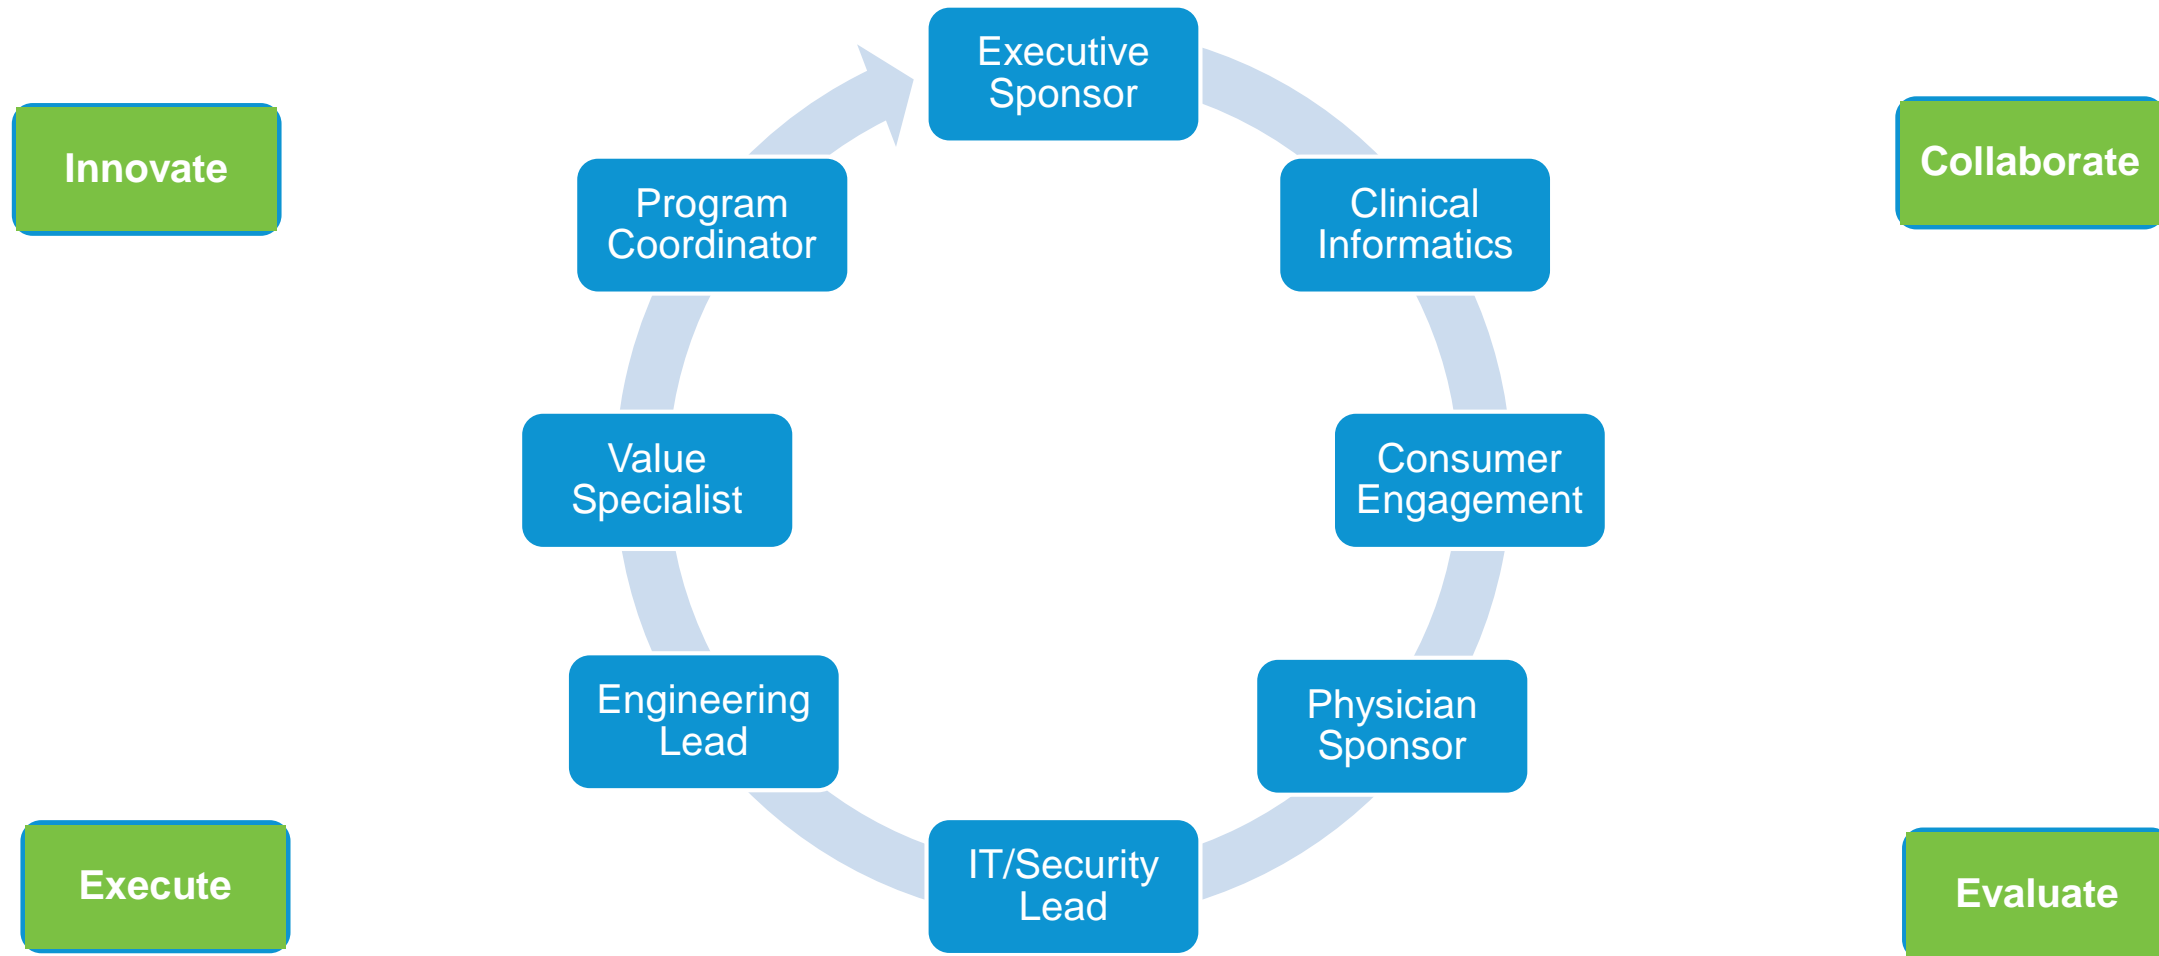 Executive
Sponsor
Innovate
Collaborate
Program
Coordinator
Clinical
Informatics
Value
Specialist
Consumer
Engagement
Engineering
Lead
Physician
Sponsor
Execute
IT/Security
Lead
Evaluate